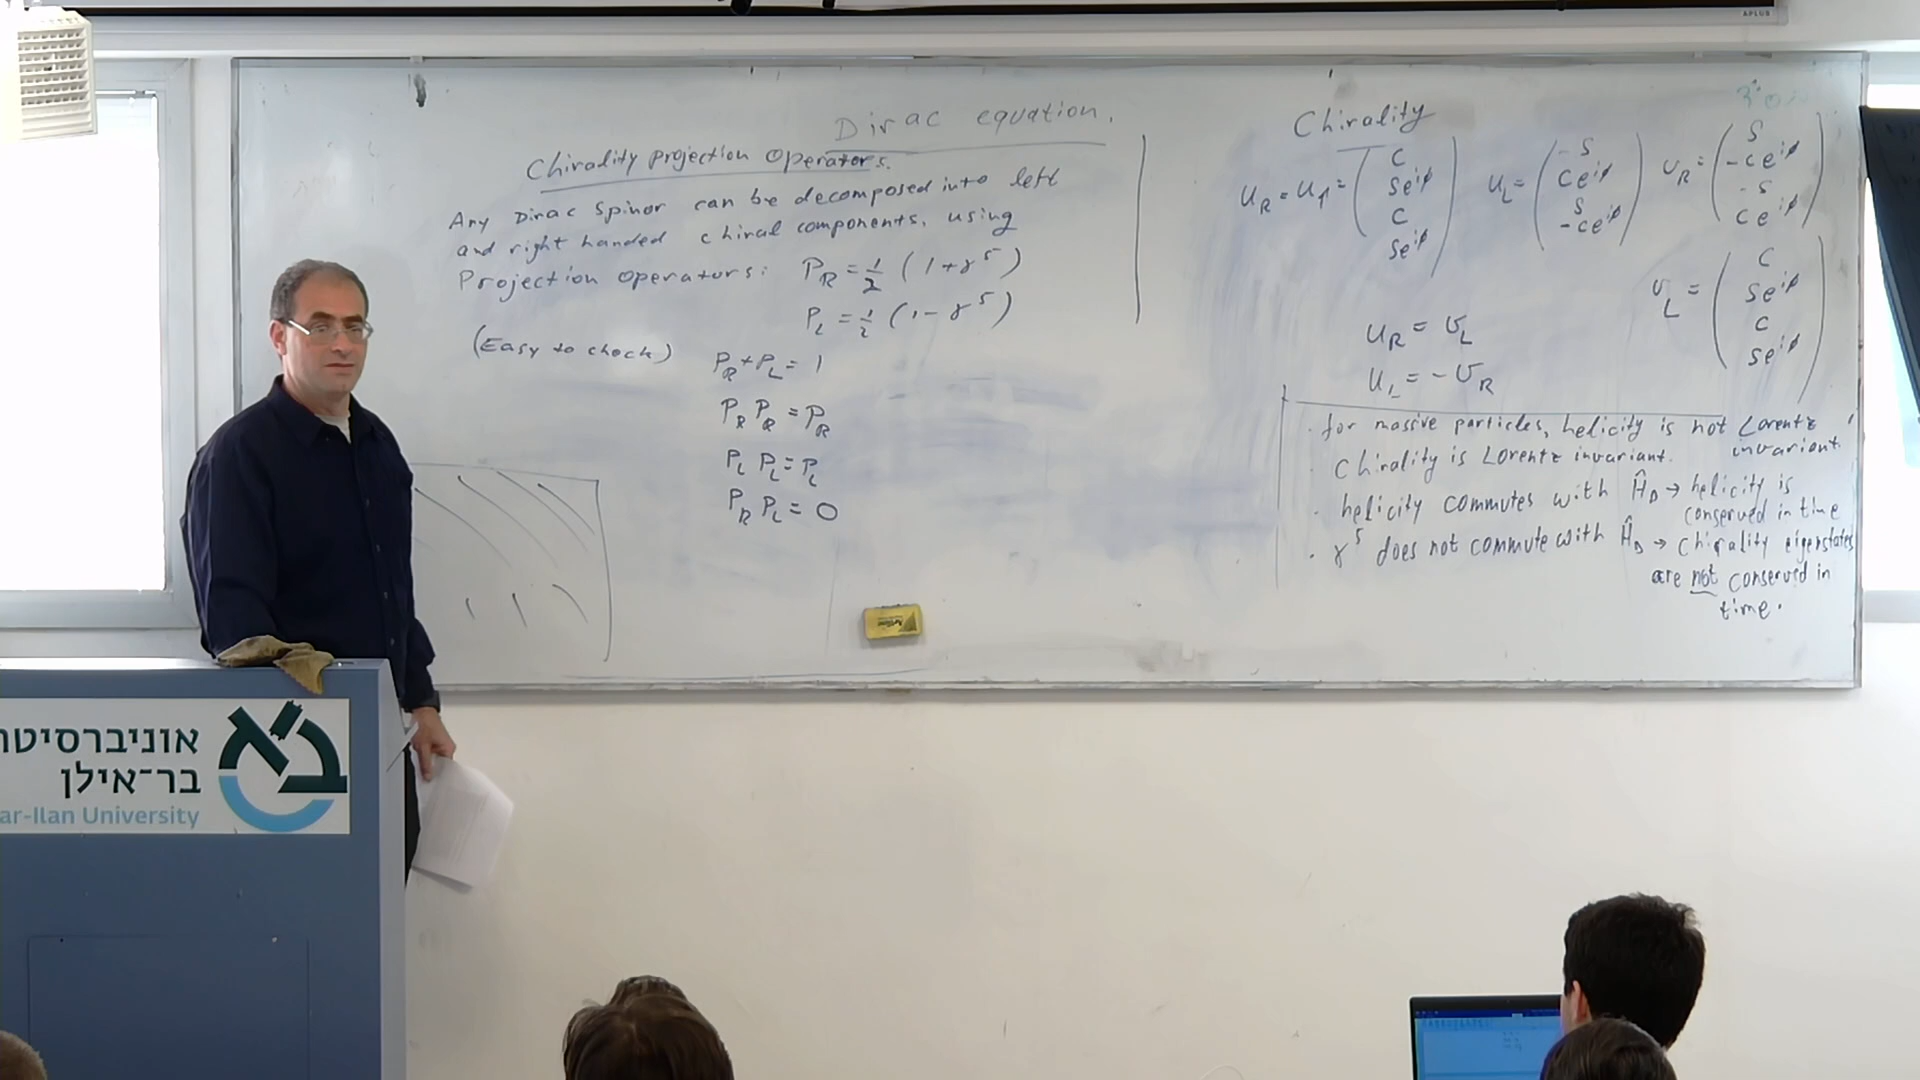 APLUS
Dirac equation.
Chirality projection operators.
Any Dirac spinor can be decomposed into left
and right handed chiral components, using
Projection operators: P_R = 1/2 (1+γ^5)
P_L = 1/2 (1-γ^5)
(Easy to check)
P_R + P_L = 1
P_R P_R = P_R
P_L P_L = P_L
P_R P_L = 0
Chirality
u_R = u_↑ = ( c se^{iφ} c se^{iφ} )
u_L = ( -s ce^{iφ} s -ce^{iφ} )
v_R = ( s -ce^{iφ} -s ce^{iφ} )
v_L = ( c se^{iφ} c se^{iφ} )
u_R = v_L
u_L = -v_R
· for massive particles, helicity is not Lorentz
invariant.
· Chirality is Lorentz invariant.
· helicity commutes with Ĥ_D → helicity is
conserved in time
· γ^5 does not commute with Ĥ_D → chirality eigenstates
are not conserved in
time.
אוניברסיטת
בר־אילן
ar-Ilan University